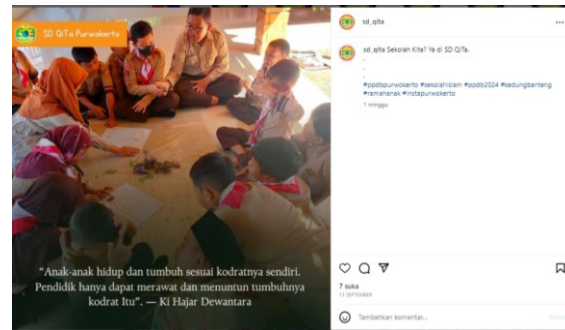 SD QiTa Purwokerto
"Anak-anak hidup dan tumbuh sesuai kodratnya sendiri.
Pendidik hanya dapat merawat dan menuntun tumbuhnya
kodrat Itu". — Ki Hajar Dewantara
sd_qita
sd_qita Sekolah Kita? Ya di SD QiTa.
.
.
.
#ppdbpurwokerto #sekolahislam #ppdb2024 #kedungbanteng
#ramahanak #instapurwokerto
1 minggu
7 suka
13 SEPTEMBER
Tambahkan komentar...